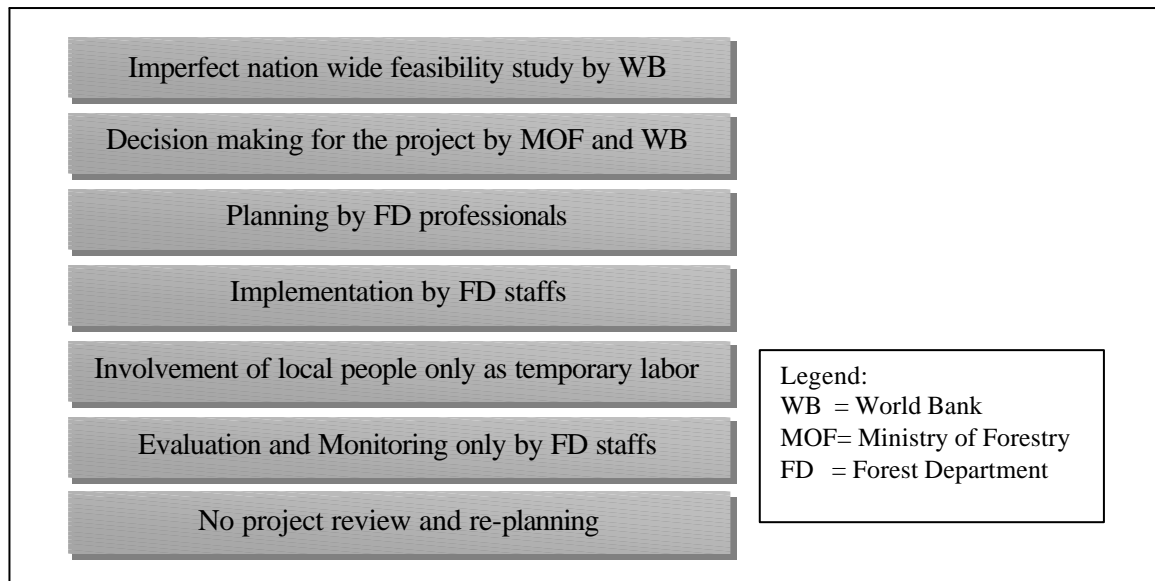 Imperfect nation wide feasibility study by WB
Decision making for the project by MOF and WB
Planning by FD professionals
Implementation by FD staffs
Involvement of local people only as temporary labor
Evaluation and Monitoring only by FD staffs
No project review and re-planning
Legend:
WB = World Bank
MOF= Ministry of Forestry
FD = Forest Department